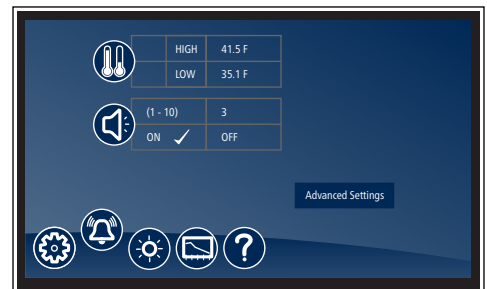 HIGH 41.5 F
LOW 35.1 F
(1 - 10) 3
ON ✓ OFF
Advanced Settings
?